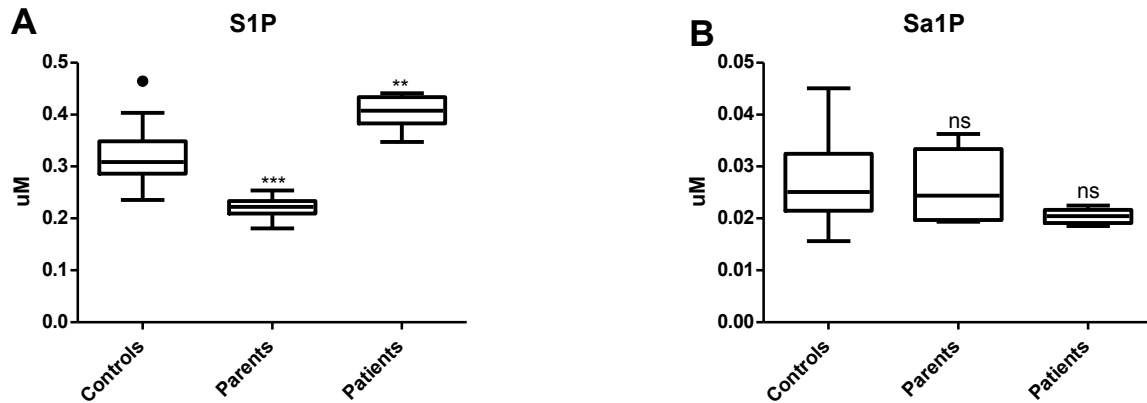 A
S1P
uM
0.5
0.4
0.3
0.2
0.1
0.0
***
**
Controls
Parents
Patients
B
Sa1P
uM
0.05
0.04
0.03
0.02
0.01
0.00
ns
ns
Controls
Parents
Patients